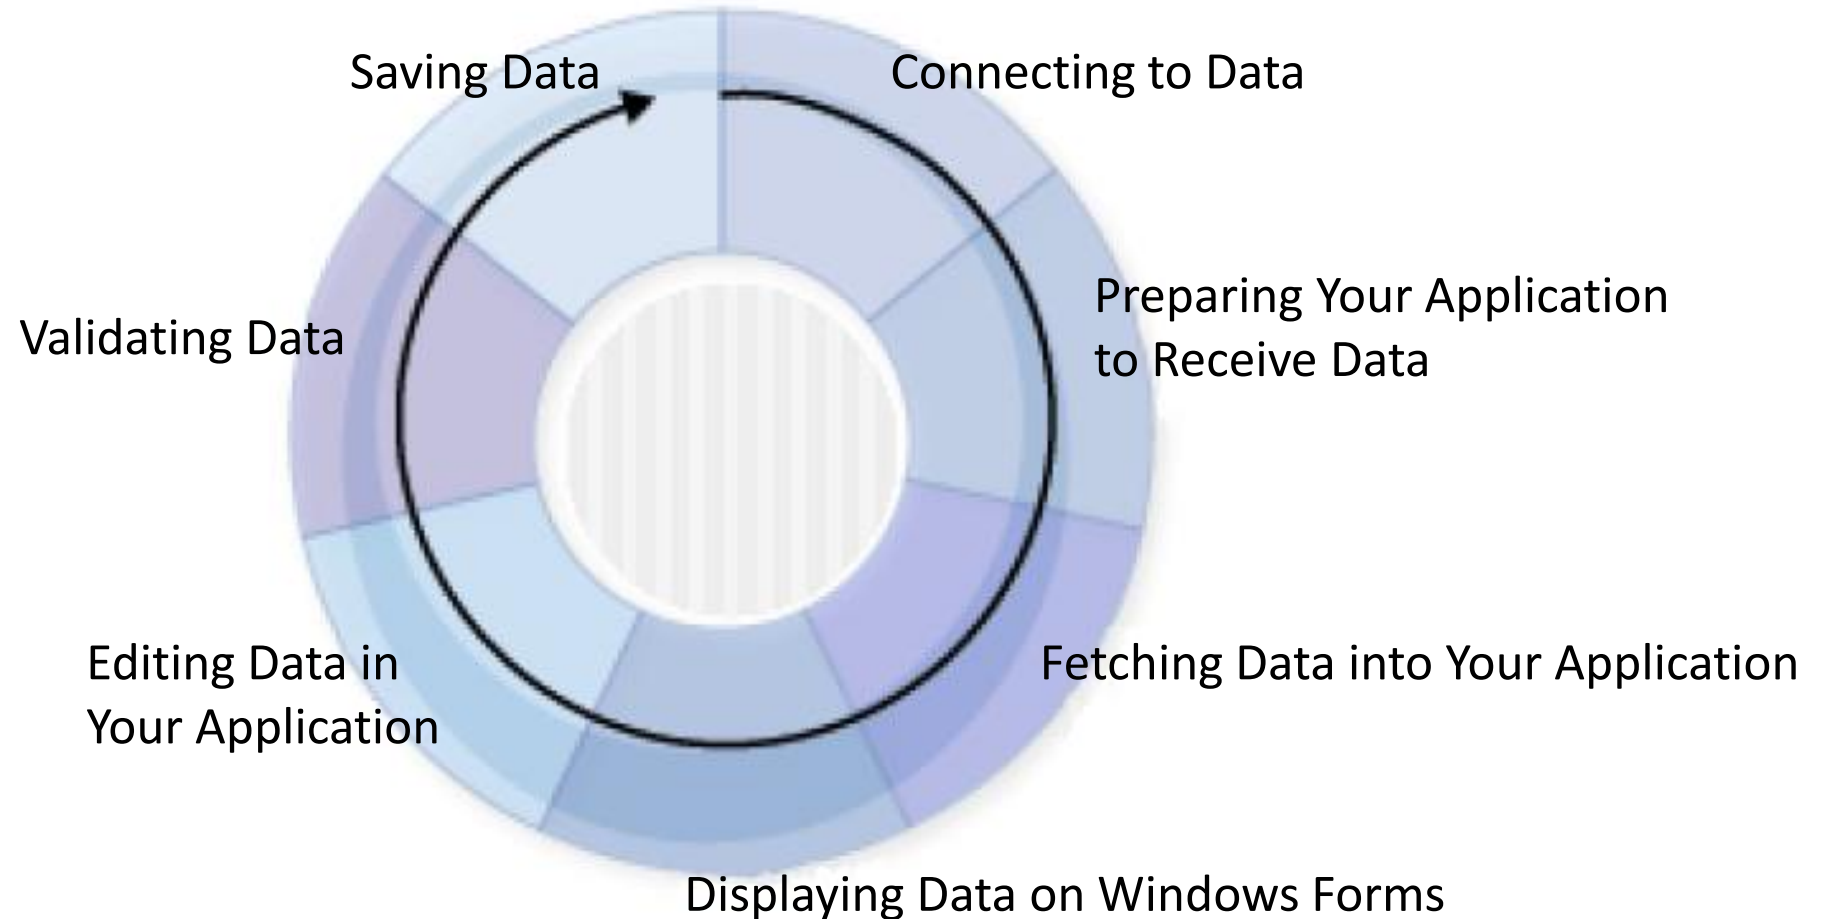 Saving Data
Connecting to Data
Preparing Your Application
to Receive Data
Validating Data
Editing Data in
Your Application
Fetching Data into Your Application
Displaying Data on Windows Forms